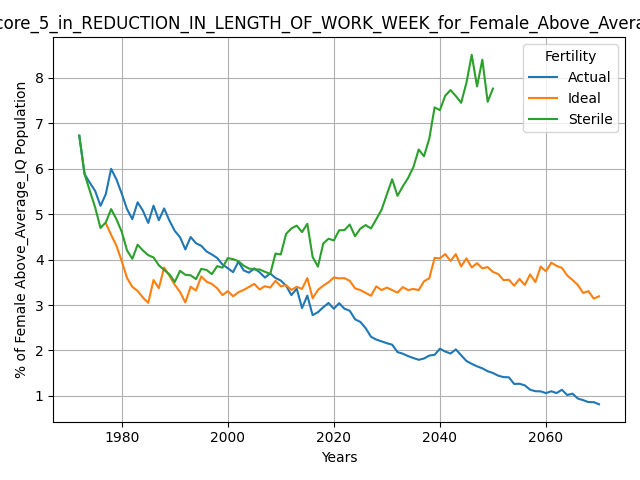 core_5_in_REDUCTION_IN_LENGTH_OF_WORK_WEEK_for_Female_Above_Avera
Fertility
Actual
Ideal
Sterile
% of Female Above_Average_IQ Population
8
7
6
5
4
3
2
1
1980 2000 2020 2040 2060
Years